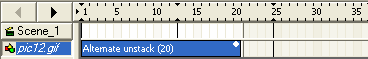 1 5 10 15 20 25 30 35
Scene_1
pic12.gif Alternate unstack (20)